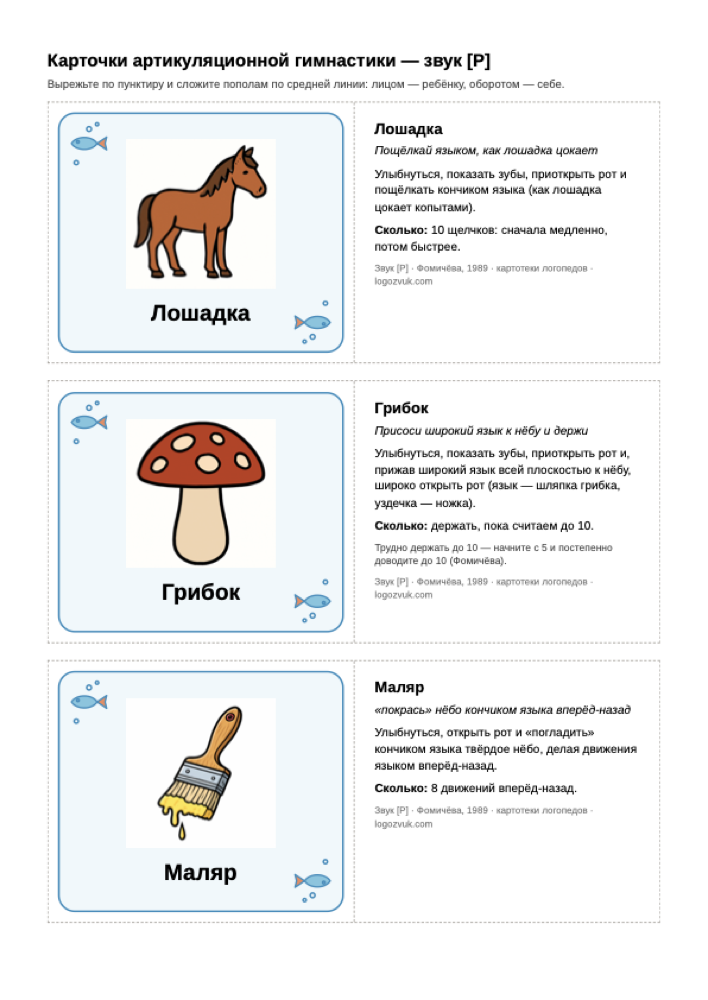 Карточки артикуляционной гимнастики — звук [Р]
Вырежьте по пунктиру и сложите пополам по средней линии: лицом — ребёнку, оборотом — себе.
Лошадка
Лошадка
Пощёлкай языком, как лошадка цокает
Улыбнуться, показать зубы, приоткрыть рот и
пощёлкать кончиком языка (как лошадка
цокает копытами).
Сколько: 10 щелчков: сначала медленно,
потом быстрее.
Звук [Р] · Фомичёва, 1989 · картотеки логопедов ·
logozvuk.com
Грибок
Грибок
Присоси широкий язык к нёбу и держи
Улыбнуться, показать зубы, приоткрыть рот и,
прижав широкий язык всей плоскостью к нёбу,
широко открыть рот (язык — шляпка грибка,
уздечка — ножка).
Сколько: держать, пока считаем до 10.
Трудно держать до 10 — начните с 5 и постепенно
доводите до 10 (Фомичёва).
Звук [Р] · Фомичёва, 1989 · картотеки логопедов ·
logozvuk.com
Маляр
Маляр
«покрась» нёбо кончиком языка вперёд-назад
Улыбнуться, открыть рот и «погладить»
кончиком языка твёрдое нёбо, делая движения
языком вперёд-назад.
Сколько: 8 движений вперёд-назад.
Звук [Р] · Фомичёва, 1989 · картотеки логопедов ·
logozvuk.com